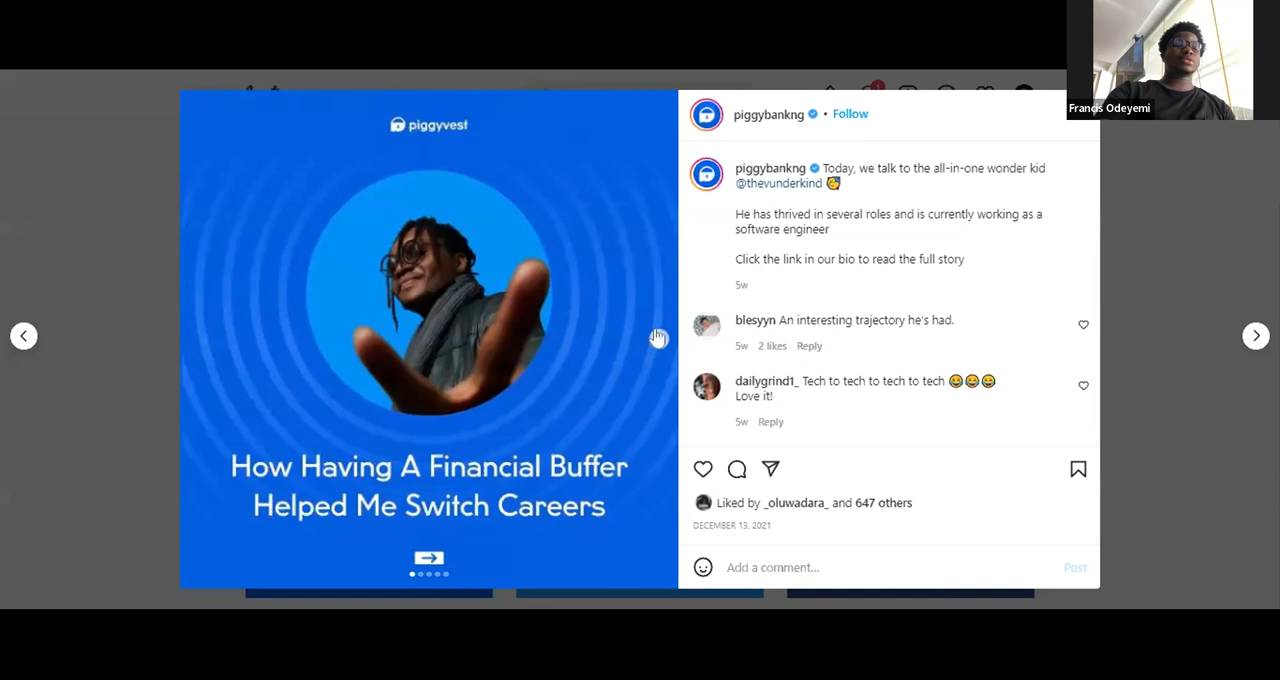 Francis Odeyemi
piggyvest
How Having A Financial Buffer
Helped Me Switch Careers
piggybankng • Follow
piggybankng Today, we talk to the all-in-one wonder kid
@thevunderkind 🥳
He has thrived in several roles and is currently working as a
software engineer
Click the link in our bio to read the full story
5w
blesyyn An interesting trajectory he's had.
5w 2 likes Reply
dailygrind1_ Tech to tech to tech to tech 😂😂😂
Love it!
5w Reply
Liked by _oluwadara_ and 647 others
DECEMBER 13, 2021
Add a comment... Post